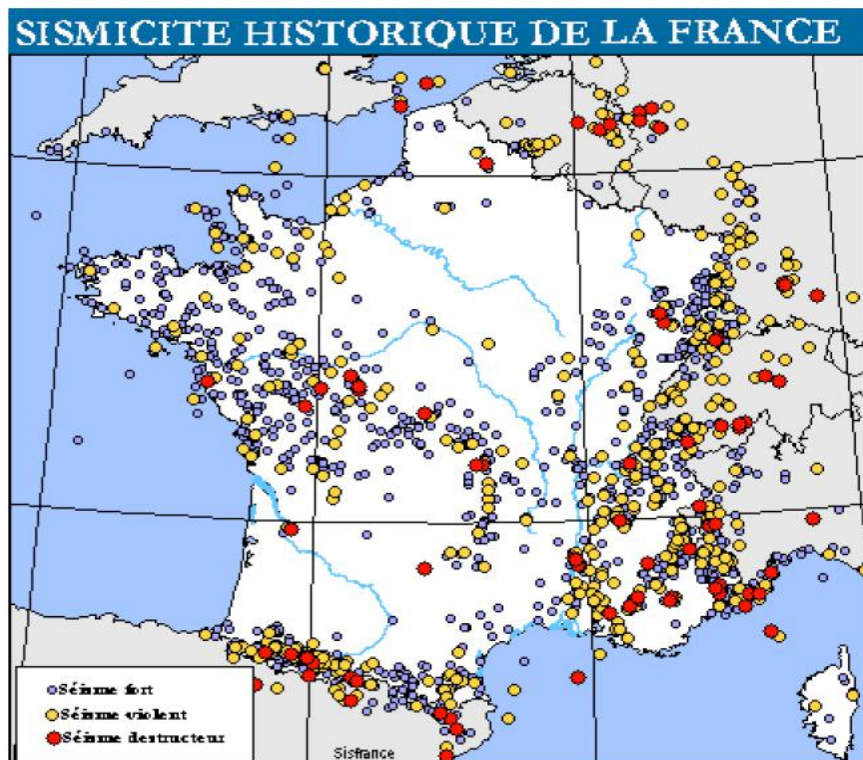 SISMICITE HISTORIQUE DE LA FRANCE
Séisme fort
Séisme violent
Séisme destructeur
Sisfrance